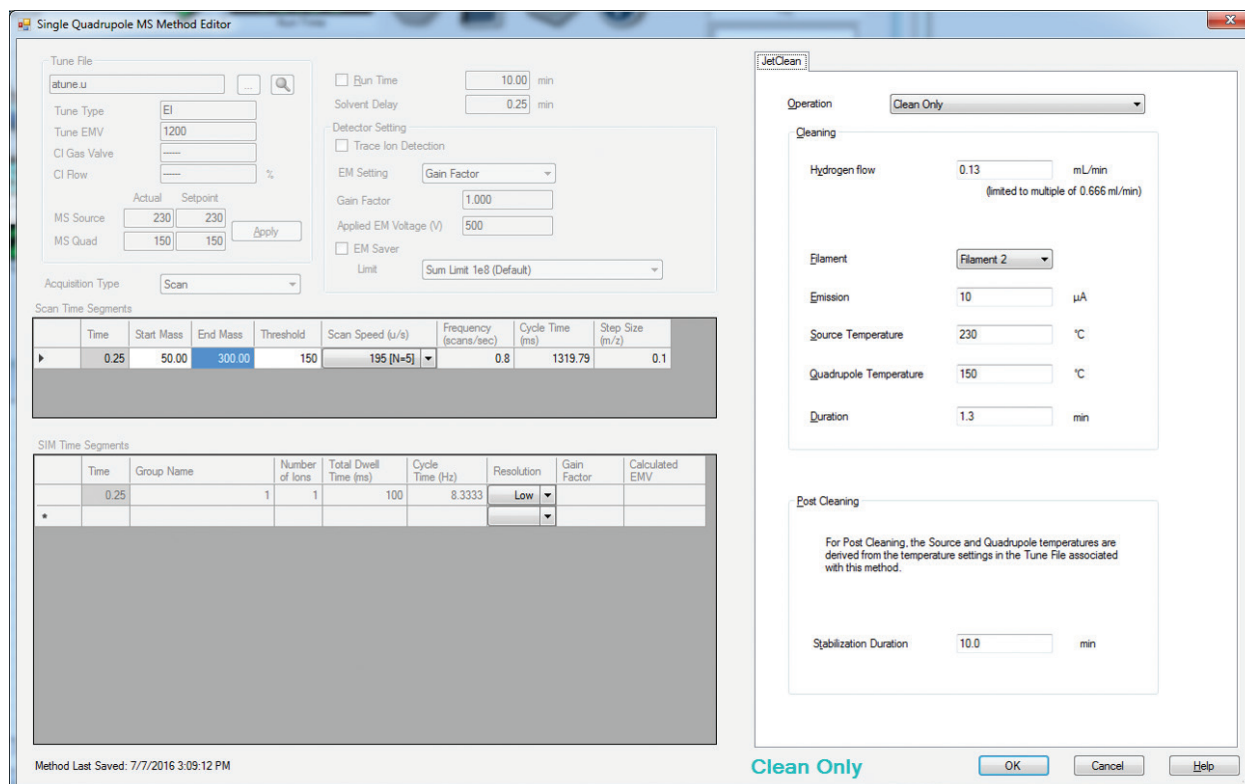 Single Quadrupole MS Method Editor
Tune File
atune.u
...
Tune Type EI
Tune EMV 1200
CI Gas Valve -----
CI Flow ----- %
Actual Setpoint
MS Source 230 230
MS Quad 150 150
Apply
Acquisition Type Scan
Run Time 10.00 min
Solvent Delay 0.25 min
Detector Setting
Trace Ion Detection
EM Setting Gain Factor
Gain Factor 1.000
Applied EM Voltage (V) 500
EM Saver
Limit Sum Limit 1e8 (Default)
Scan Time Segments
Time Start Mass End Mass Threshold Scan Speed (u/s) Frequency (scans/sec) Cycle Time (ms) Step Size (m/z)
0.25 50.00 300.00 150 195 [N=5] 0.8 1319.79 0.1
SIM Time Segments
Time Group Name Number of Ions Total Dwell Time (ms) Cycle Time (Hz) Resolution Gain Factor Calculated EMV
0.25 1 1 100 8.3333 Low
*
Method Last Saved: 7/7/2016 3:09:12 PM
JetClean
Operation Clean Only
Cleaning
Hydrogen flow 0.13 mL/min
(limited to multiple of 0.666 ml/min)
Filament Filament 2
Emission 10 µA
Source Temperature 230 °C
Quadrupole Temperature 150 °C
Duration 1.3 min
Post Cleaning
For Post Cleaning, the Source and Quadrupole temperatures are
derived from the temperature settings in the Tune File associated
with this method.
Stabilization Duration 10.0 min
Clean Only
OK Cancel Help